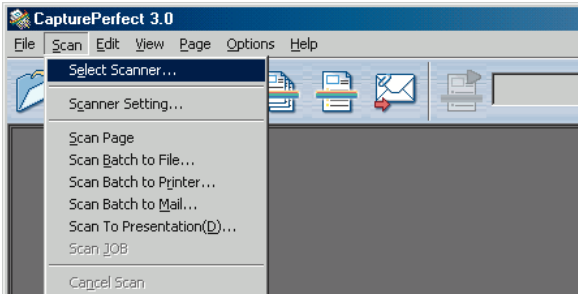 CapturePerfect 3.0
File Scan Edit View Page Options Help
Select Scanner...
Scanner Setting...
Scan Page
Scan Batch to File...
Scan Batch to Printer...
Scan Batch to Mail...
Scan To Presentation(D)...
Scan JOB
Cancel Scan